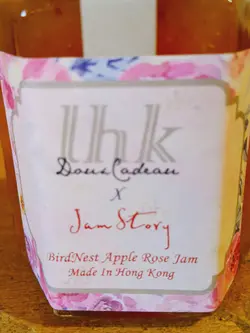 lhk
DouxCadeau
X
Jam Story
BirdNest Apple Rose Jam
Made In Hong Kong